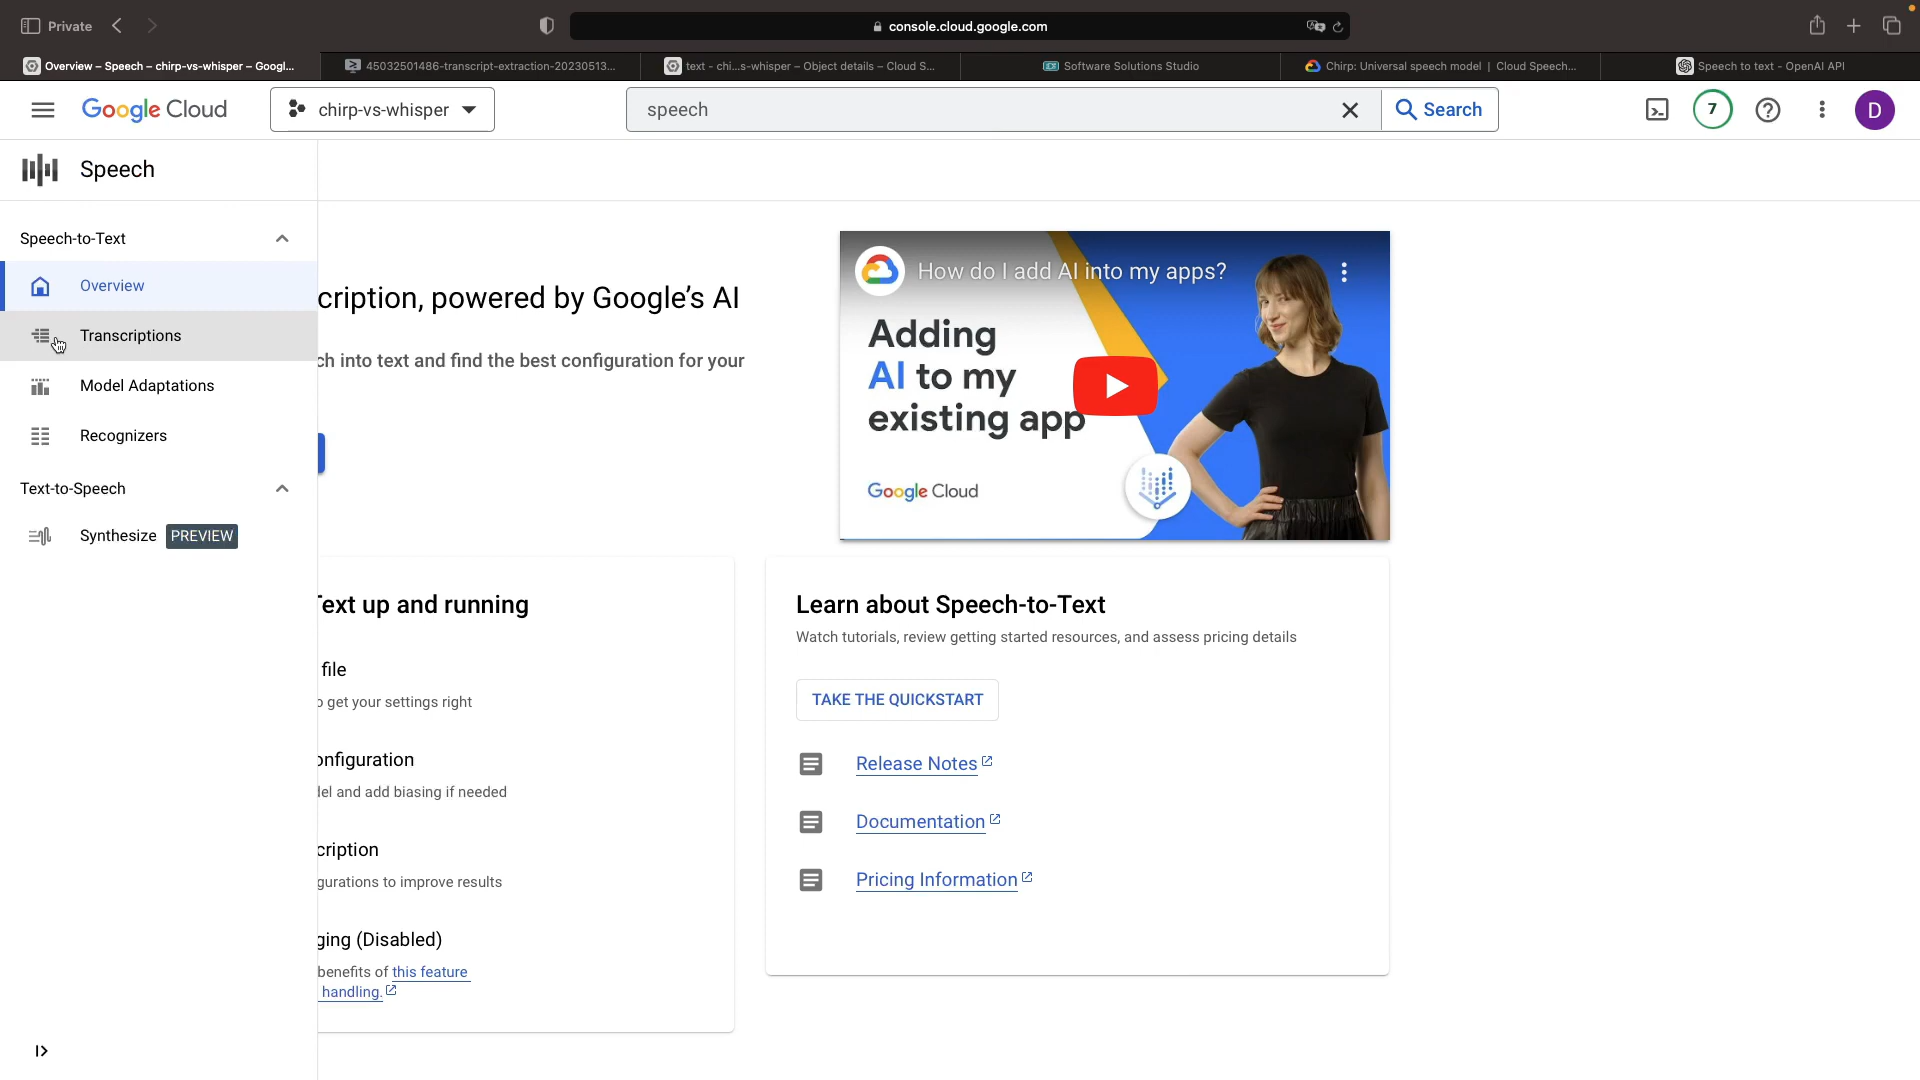 Private
console.cloud.google.com
Overview – Speech – chirp-vs-whisper – Googl...
45032501486-transcript-extraction-20230513...
text - chi...s-whisper – Object details – Cloud S...
Software Solutions Studio
Chirp: Universal speech model | Cloud Speech...
Speech to text - OpenAI API
Google Cloud
chirp-vs-whisper
speech
Search
7
D
Speech
Speech-to-Text
Overview
Transcriptions
Model Adaptations
Recognizers
Text-to-Speech
Synthesize PREVIEW
cription, powered by Google’s AI
ch into text and find the best configuration for your
How do I add AI into my apps?
Adding
AI to my
existing app
Google Cloud
Text up and running
file
o get your settings right
onfiguration
del and add biasing if needed
cription
gurations to improve results
ging (Disabled)
benefits of this feature
handling.
Learn about Speech-to-Text
Watch tutorials, review getting started resources, and assess pricing details
TAKE THE QUICKSTART
Release Notes
Documentation
Pricing Information